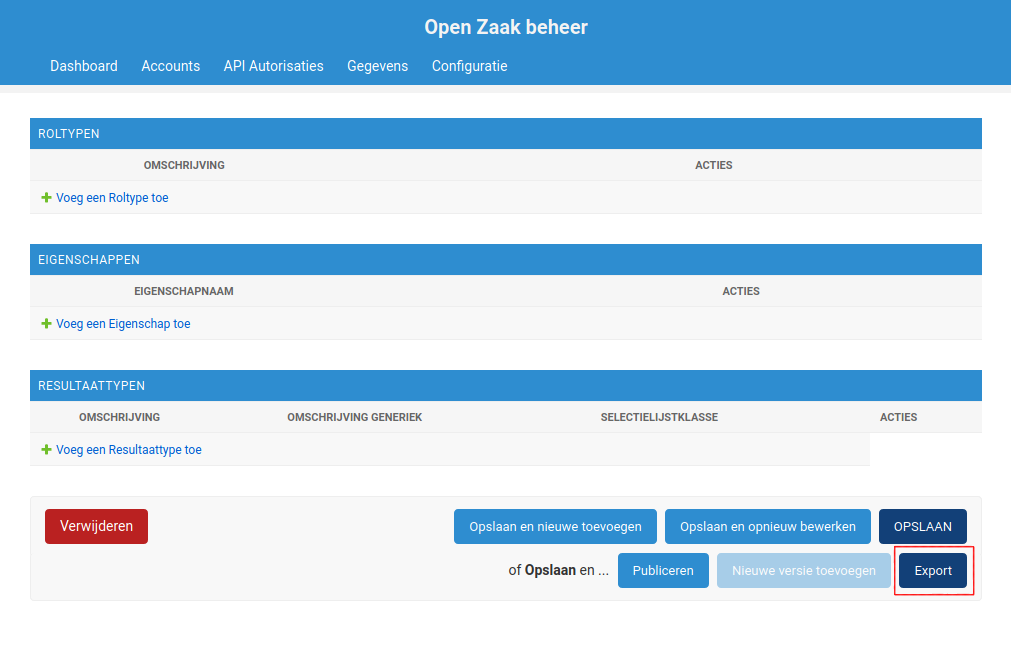 Open Zaak beheer
Dashboard Accounts API Autorisaties Gegevens Configuratie
ROLTYPEN
OMSCHRIJVING ACTIES
Voeg een Roltype toe
EIGENSCHAPPEN
EIGENSCHAPNAAM ACTIES
Voeg een Eigenschap toe
RESULTAATTYPEN
OMSCHRIJVING OMSCHRIJVING GENERIEK SELECTIELIJSTKLASSE ACTIES
Voeg een Resultaattype toe
Verwijderen Opslaan en nieuwe toevoegen Opslaan en opnieuw bewerken OPSLAAN
of Opslaan en ... Publiceren Nieuwe versie toevoegen Export